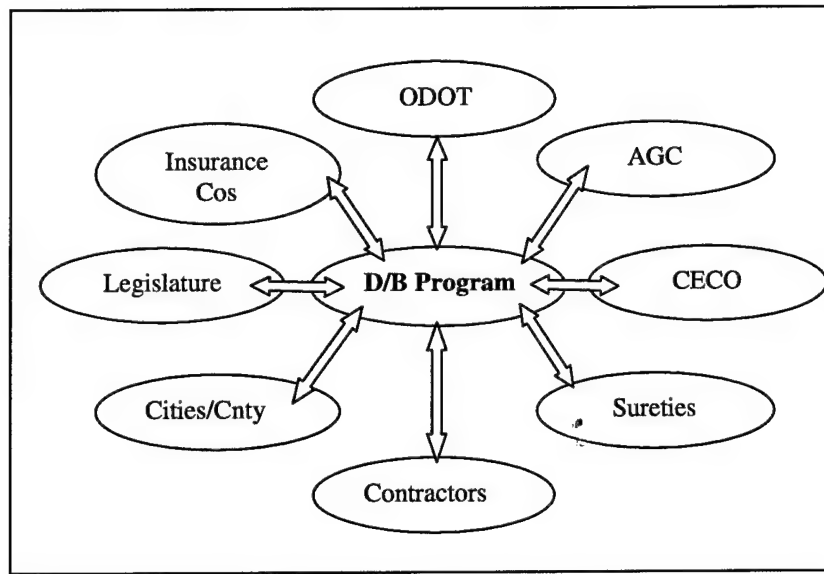 ODOT
Insurance
Cos
AGC
Legislature
D/B Program
CECO
Cities/Cnty
Sureties
Contractors